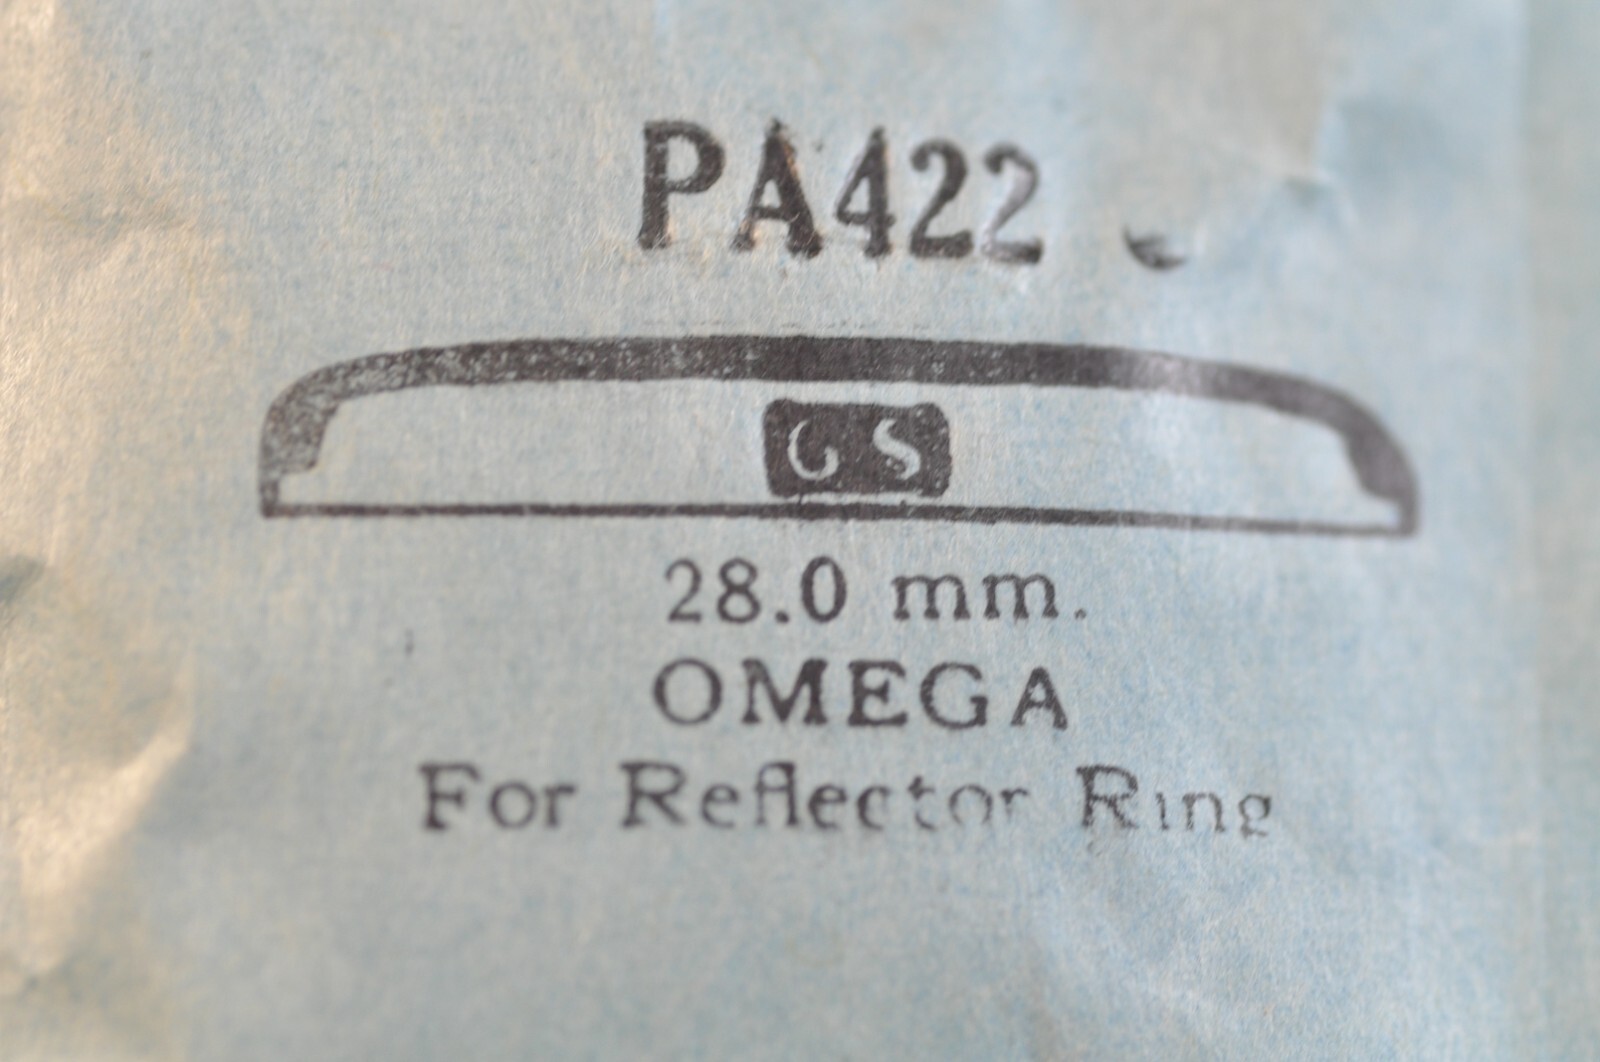 PA422
GS
28.0 mm.
OMEGA
For Reflector Ring